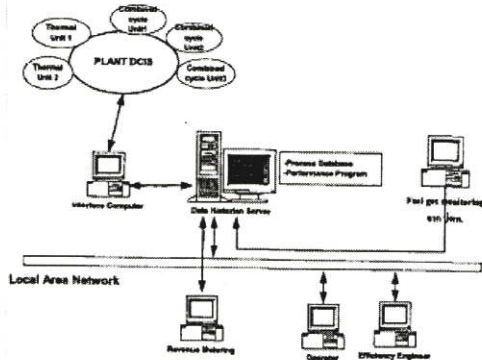 Combined
cycle Unit1
Thermal
Unit 1
Combined
cycle Unit2
PLANT DCIS
Thermal
Unit 2
Combined
cycle Unit3
-Process Database
-Performance Program
Interface Computer
Data Historian Server
Fuel gas monitoring
Local Area Network
Revenue Metering
Operator
Efficiency Engineer